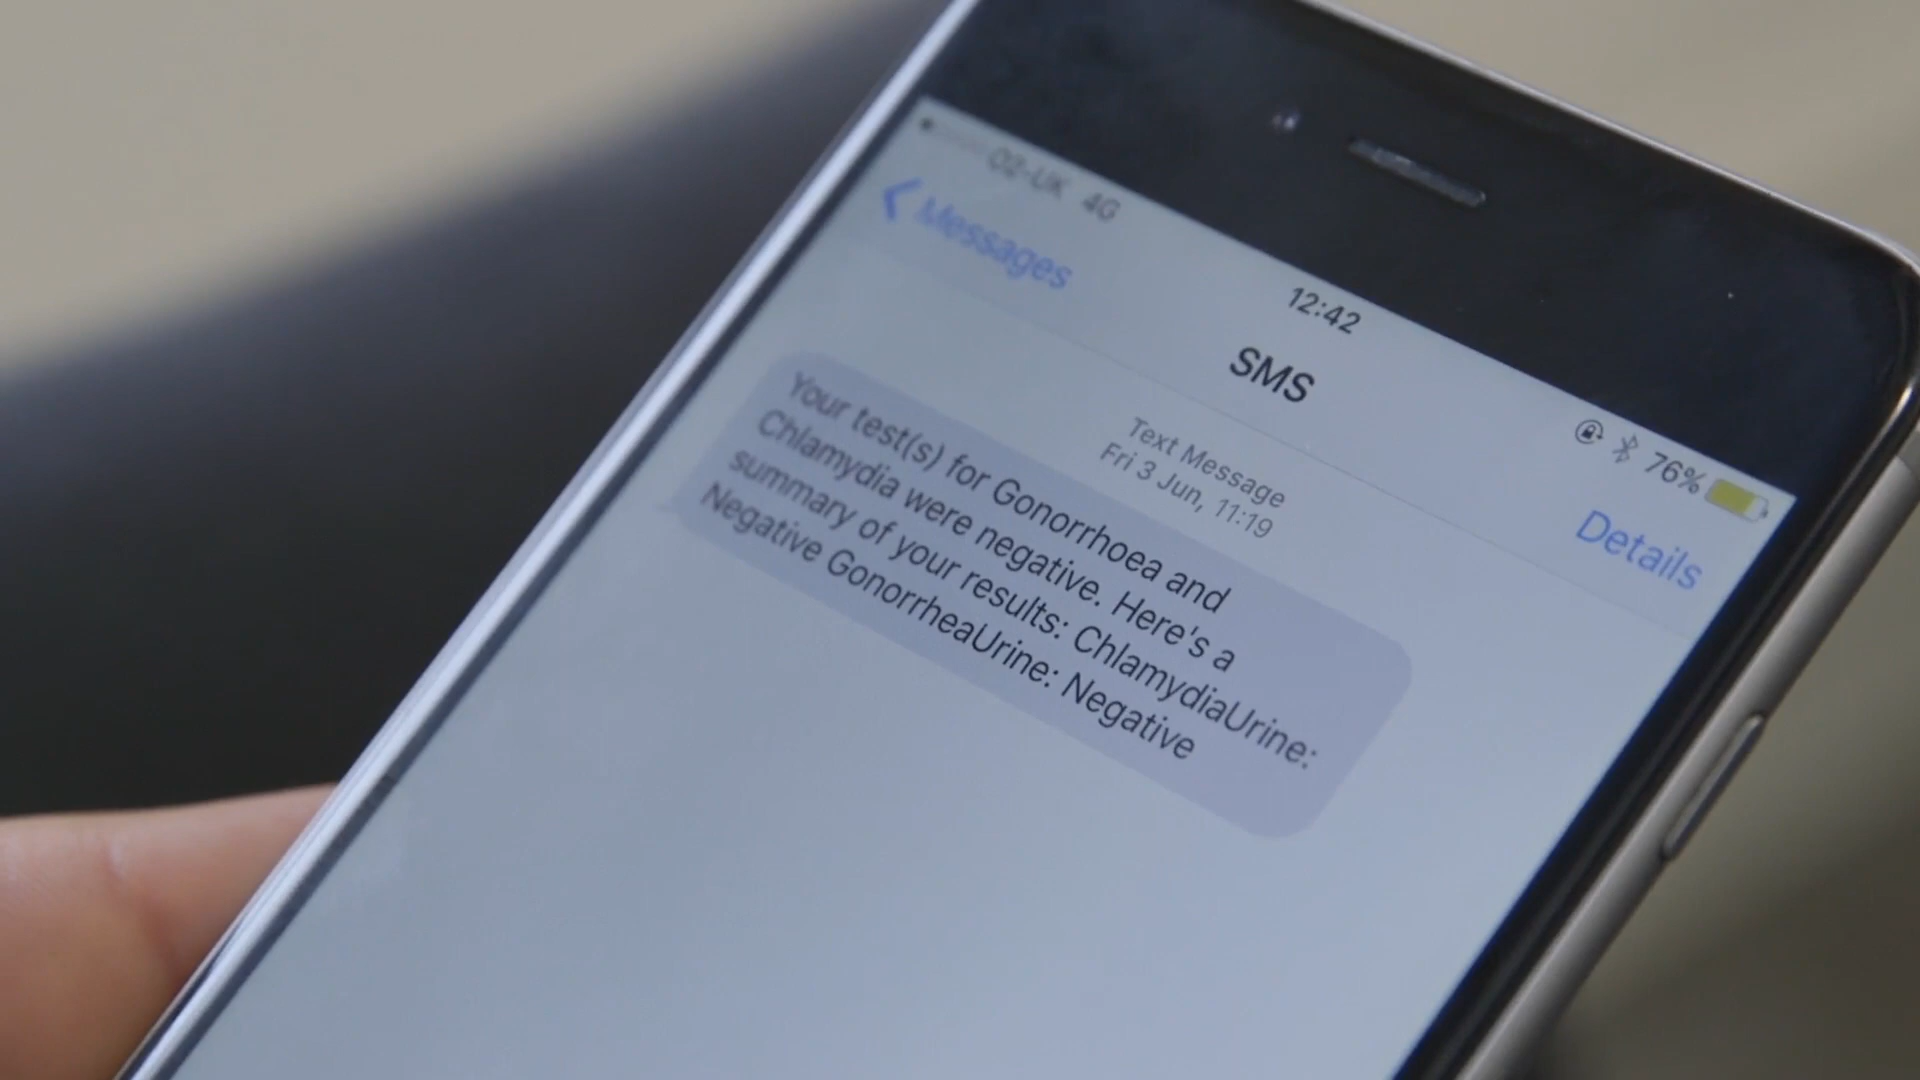 O2-UK 4G
12:42
76%
Messages
SMS
Details
Text Message
Fri 3 Jun, 11:19
Your test(s) for Gonorrhoea and
Chlamydia were negative. Here's a
summary of your results: ChlamydiaUrine:
Negative GonorrheaUrine: Negative